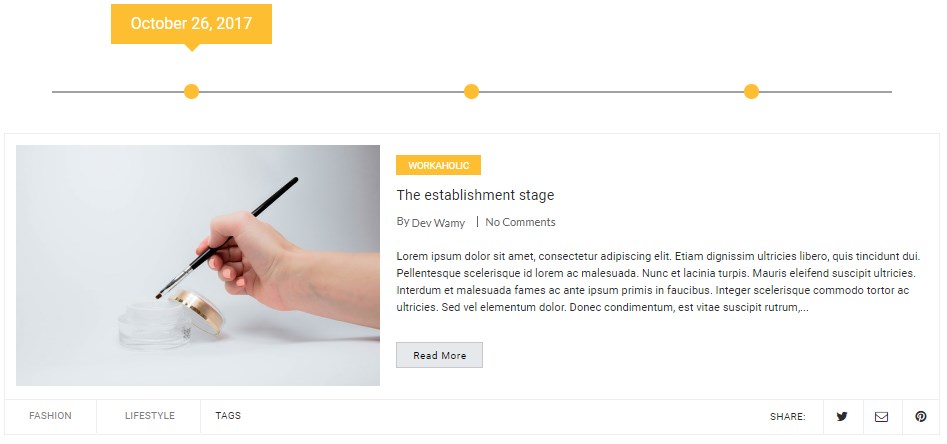 October 26, 2017
WORKAHOLIC
The establishment stage
By Dev Wamy | No Comments
Lorem ipsum dolor sit amet, consectetur adipiscing elit. Etiam dignissim ultricies libero, quis tincidunt dui.
Pellentesque scelerisque id lorem ac malesuada. Nunc et lacinia turpis. Mauris eleifend suscipit ultricies.
Interdum et malesuada fames ac ante ipsum primis in faucibus. Integer scelerisque commodo tortor ac
ultricies. Sed vel elementum dolor. Donec condimentum, est vitae suscipit rutrum,...
Read More
FASHION LIFESTYLE TAGS SHARE: